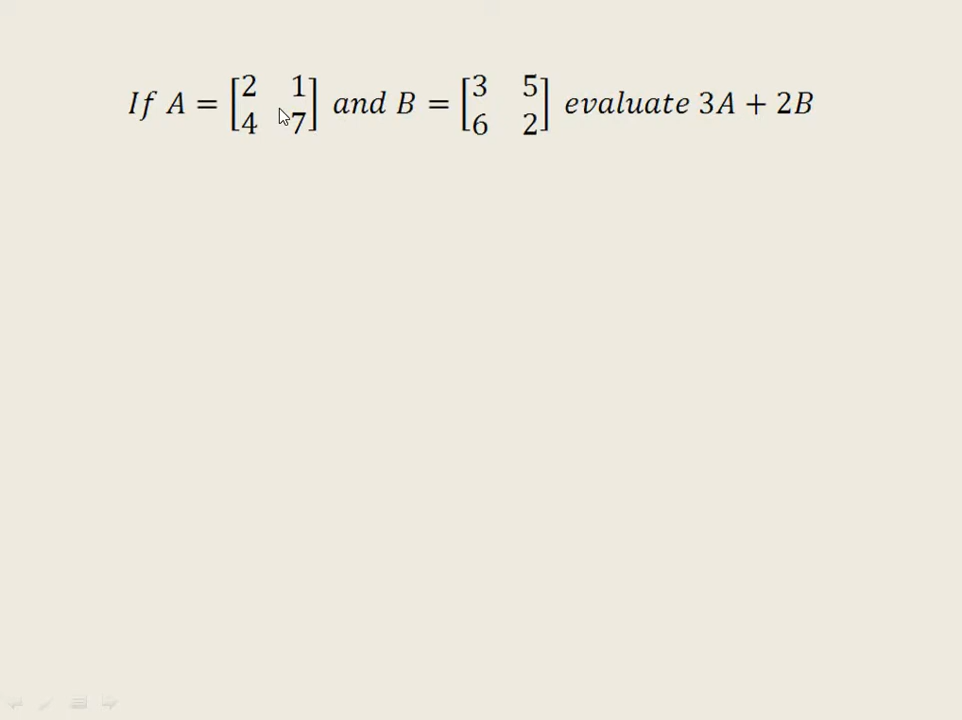 If A = [2 1 4 7] and B = [3 5 6 2] evaluate 3A + 2B